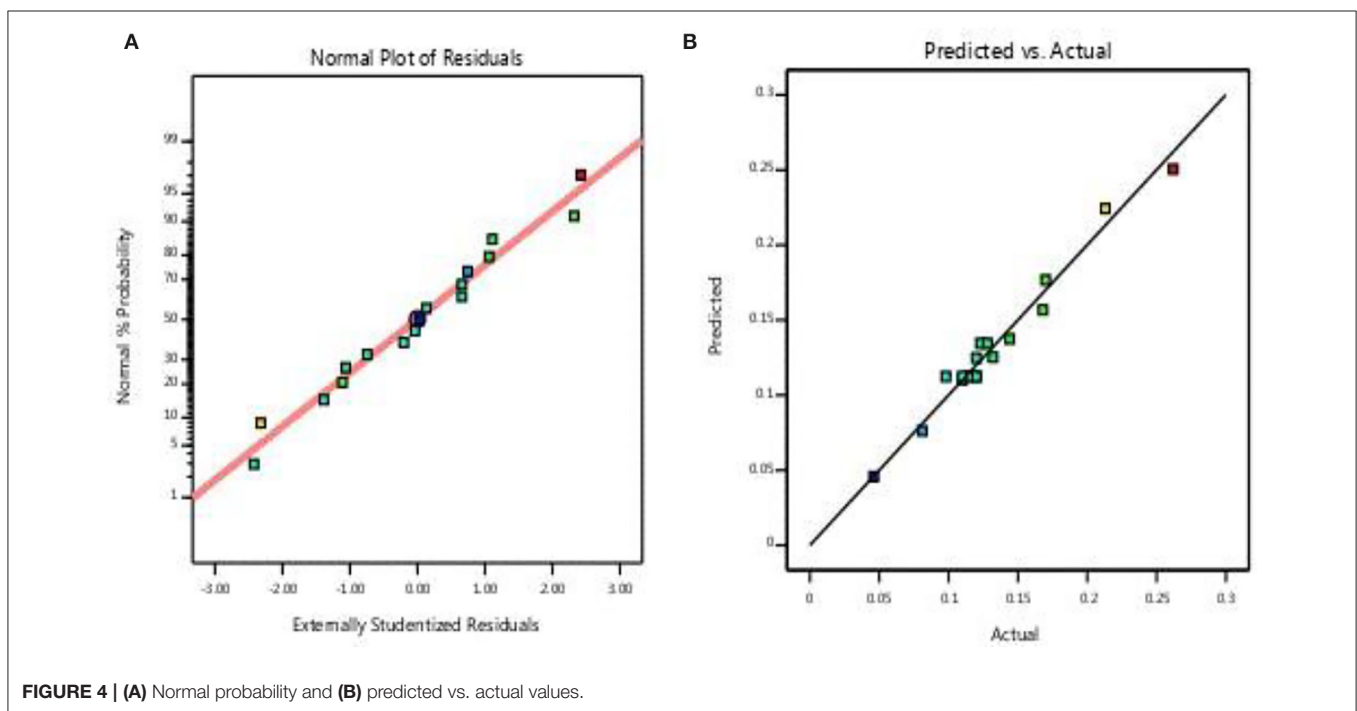 A
Normal Plot of Residuals
Normal % Probability
99
95
90
80
70
50
30
20
10
5
1
-3.00 -2.00 -1.00 0.00 1.00 2.00 3.00
Externally Studentized Residuals
B
Predicted vs. Actual
Predicted
0.3
0.25
0.2
0.15
0.1
0.05
0
0 0.05 0.1 0.15 0.2 0.25 0.3
Actual
FIGURE 4 | (A) Normal probability and (B) predicted vs. actual values.